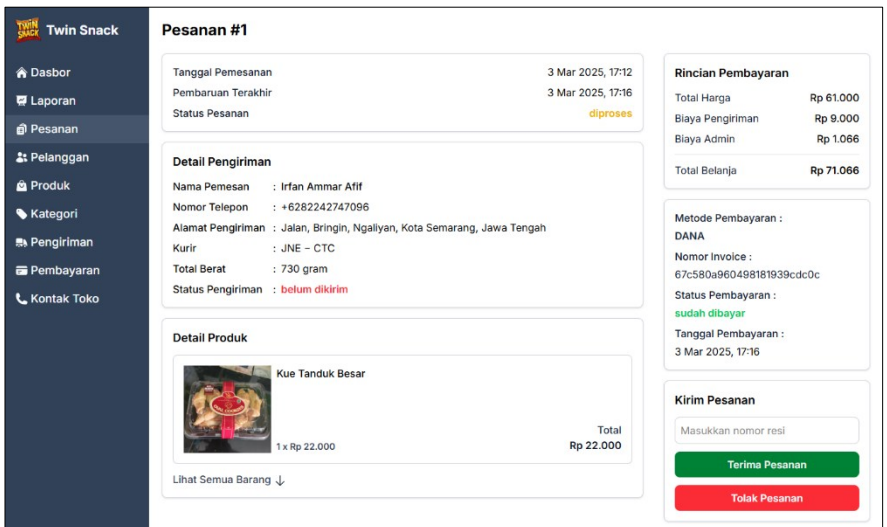 TWIN SNACK
Twin Snack
Dasbor
Laporan
Pesanan
Pelanggan
Produk
Kategori
Pengiriman
Pembayaran
Kontak Toko
Pesanan #1
Tanggal Pemesanan 3 Mar 2025, 17:12
Pembaruan Terakhir 3 Mar 2025, 17:16
Status Pesanan diproses
Detail Pengiriman
Nama Pemesan : Irfan Ammar Afif
Nomor Telepon : +6282242747096
Alamat Pengiriman : Jalan, Bringin, Ngaliyan, Kota Semarang, Jawa Tengah
Kurir : JNE – CTC
Total Berat : 730 gram
Status Pengiriman : belum dikirim
Detail Produk
Kue Tanduk Besar
1 x Rp 22.000
Total
Rp 22.000
Lihat Semua Barang ↓
Rincian Pembayaran
Total Harga Rp 61.000
Biaya Pengiriman Rp 9.000
Biaya Admin Rp 1.066
Total Belanja Rp 71.066
Metode Pembayaran :
DANA
Nomor Invoice :
67c580a960498181939cdc0c
Status Pembayaran :
sudah dibayar
Tanggal Pembayaran :
3 Mar 2025, 17:16
Kirim Pesanan
Masukkan nomor resi
Terima Pesanan
Tolak Pesanan